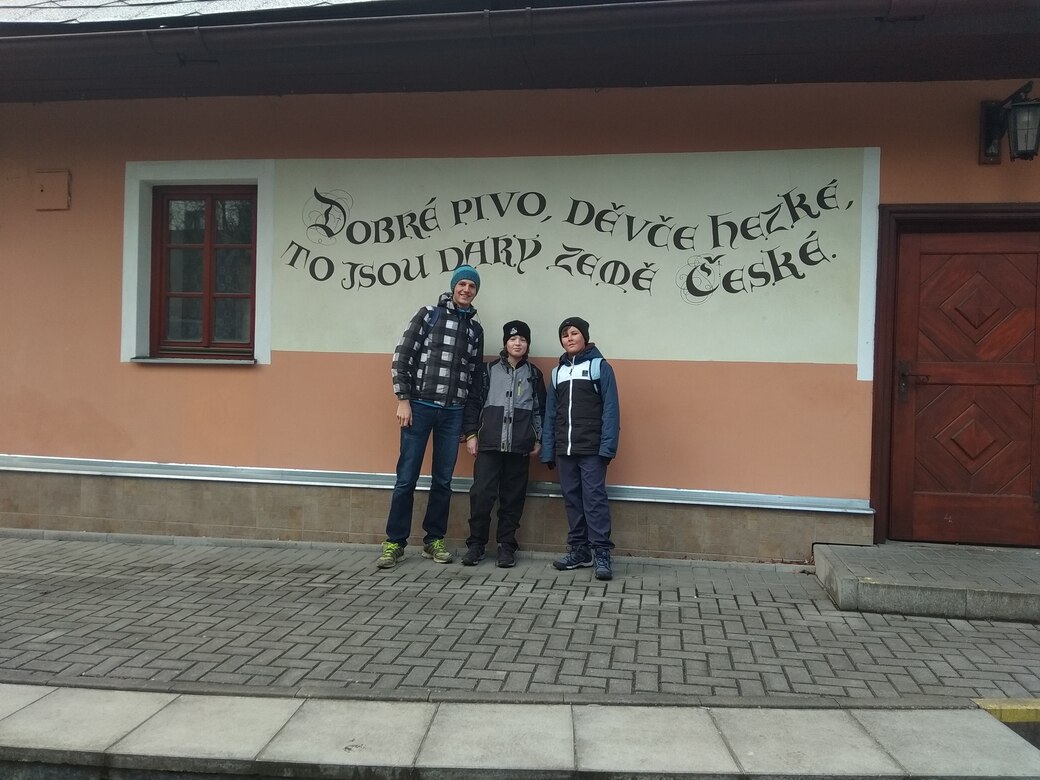 Dobré pivo, děvče hezké,
to jsou dary země České.